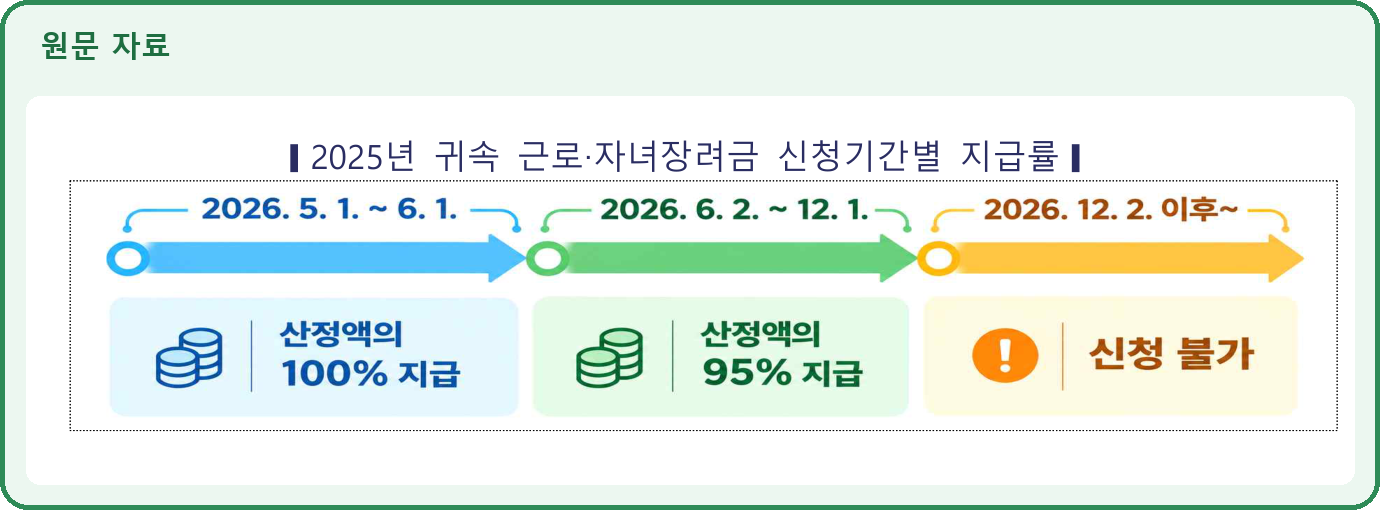 원문 자료
2025년 귀속 근로·자녀장려금 신청기간별 지급률
2026. 5. 1. ~ 6. 1.
2026. 6. 2. ~ 12. 1.
2026. 12. 2. 이후~
산정액의
100% 지급
산정액의
95% 지급
신청 불가